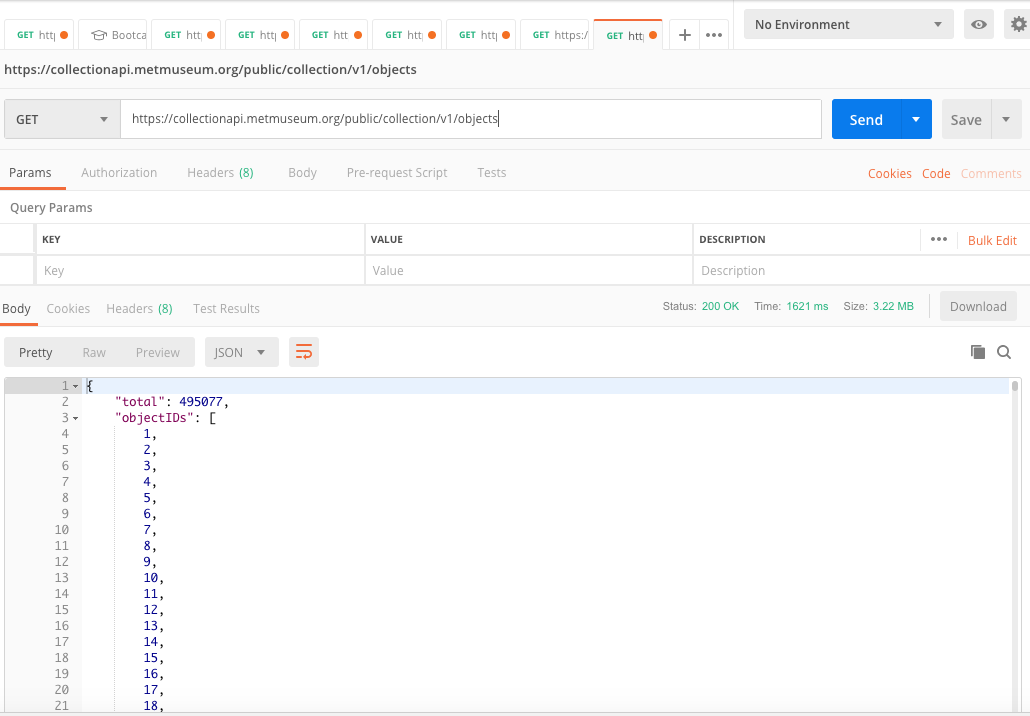 GET htt Bootca GET htt GET htt GET htt GET htt GET htt GET https:/ GET htt No Environment
https://collectionapi.metmuseum.org/public/collection/v1/objects
GET https://collectionapi.metmuseum.org/public/collection/v1/objects Send Save
Params Authorization Headers (8) Body Pre-request Script Tests Cookies Code Comments
Query Params
KEY VALUE DESCRIPTION ••• Bulk Edit
Key Value Description
Body Cookies Headers (8) Test Results Status: 200 OK Time: 1621 ms Size: 3.22 MB Download
Pretty Raw Preview JSON
1 {
2 "total": 495077,
3 "objectIDs": [
4 1,
5 2,
6 3,
7 4,
8 5,
9 6,
10 7,
11 8,
12 9,
13 10,
14 11,
15 12,
16 13,
17 14,
18 15,
19 16,
20 17,
21 18,